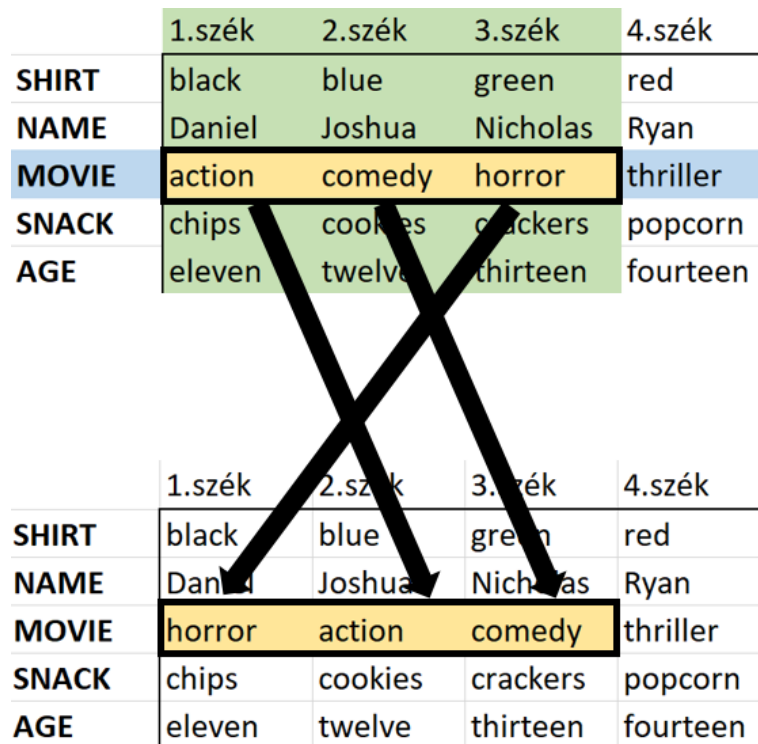 1.szék 2.szék 3.szék 4.szék
SHIRT black blue green red
NAME Daniel Joshua Nicholas Ryan
MOVIE action comedy horror thriller
SNACK chips cookies crackers popcorn
AGE eleven twelve thirteen fourteen
1.szék 2.szék 3.szék 4.szék
SHIRT black blue green red
NAME Daniel Joshua Nicholas Ryan
MOVIE horror action comedy thriller
SNACK chips cookies crackers popcorn
AGE eleven twelve thirteen fourteen